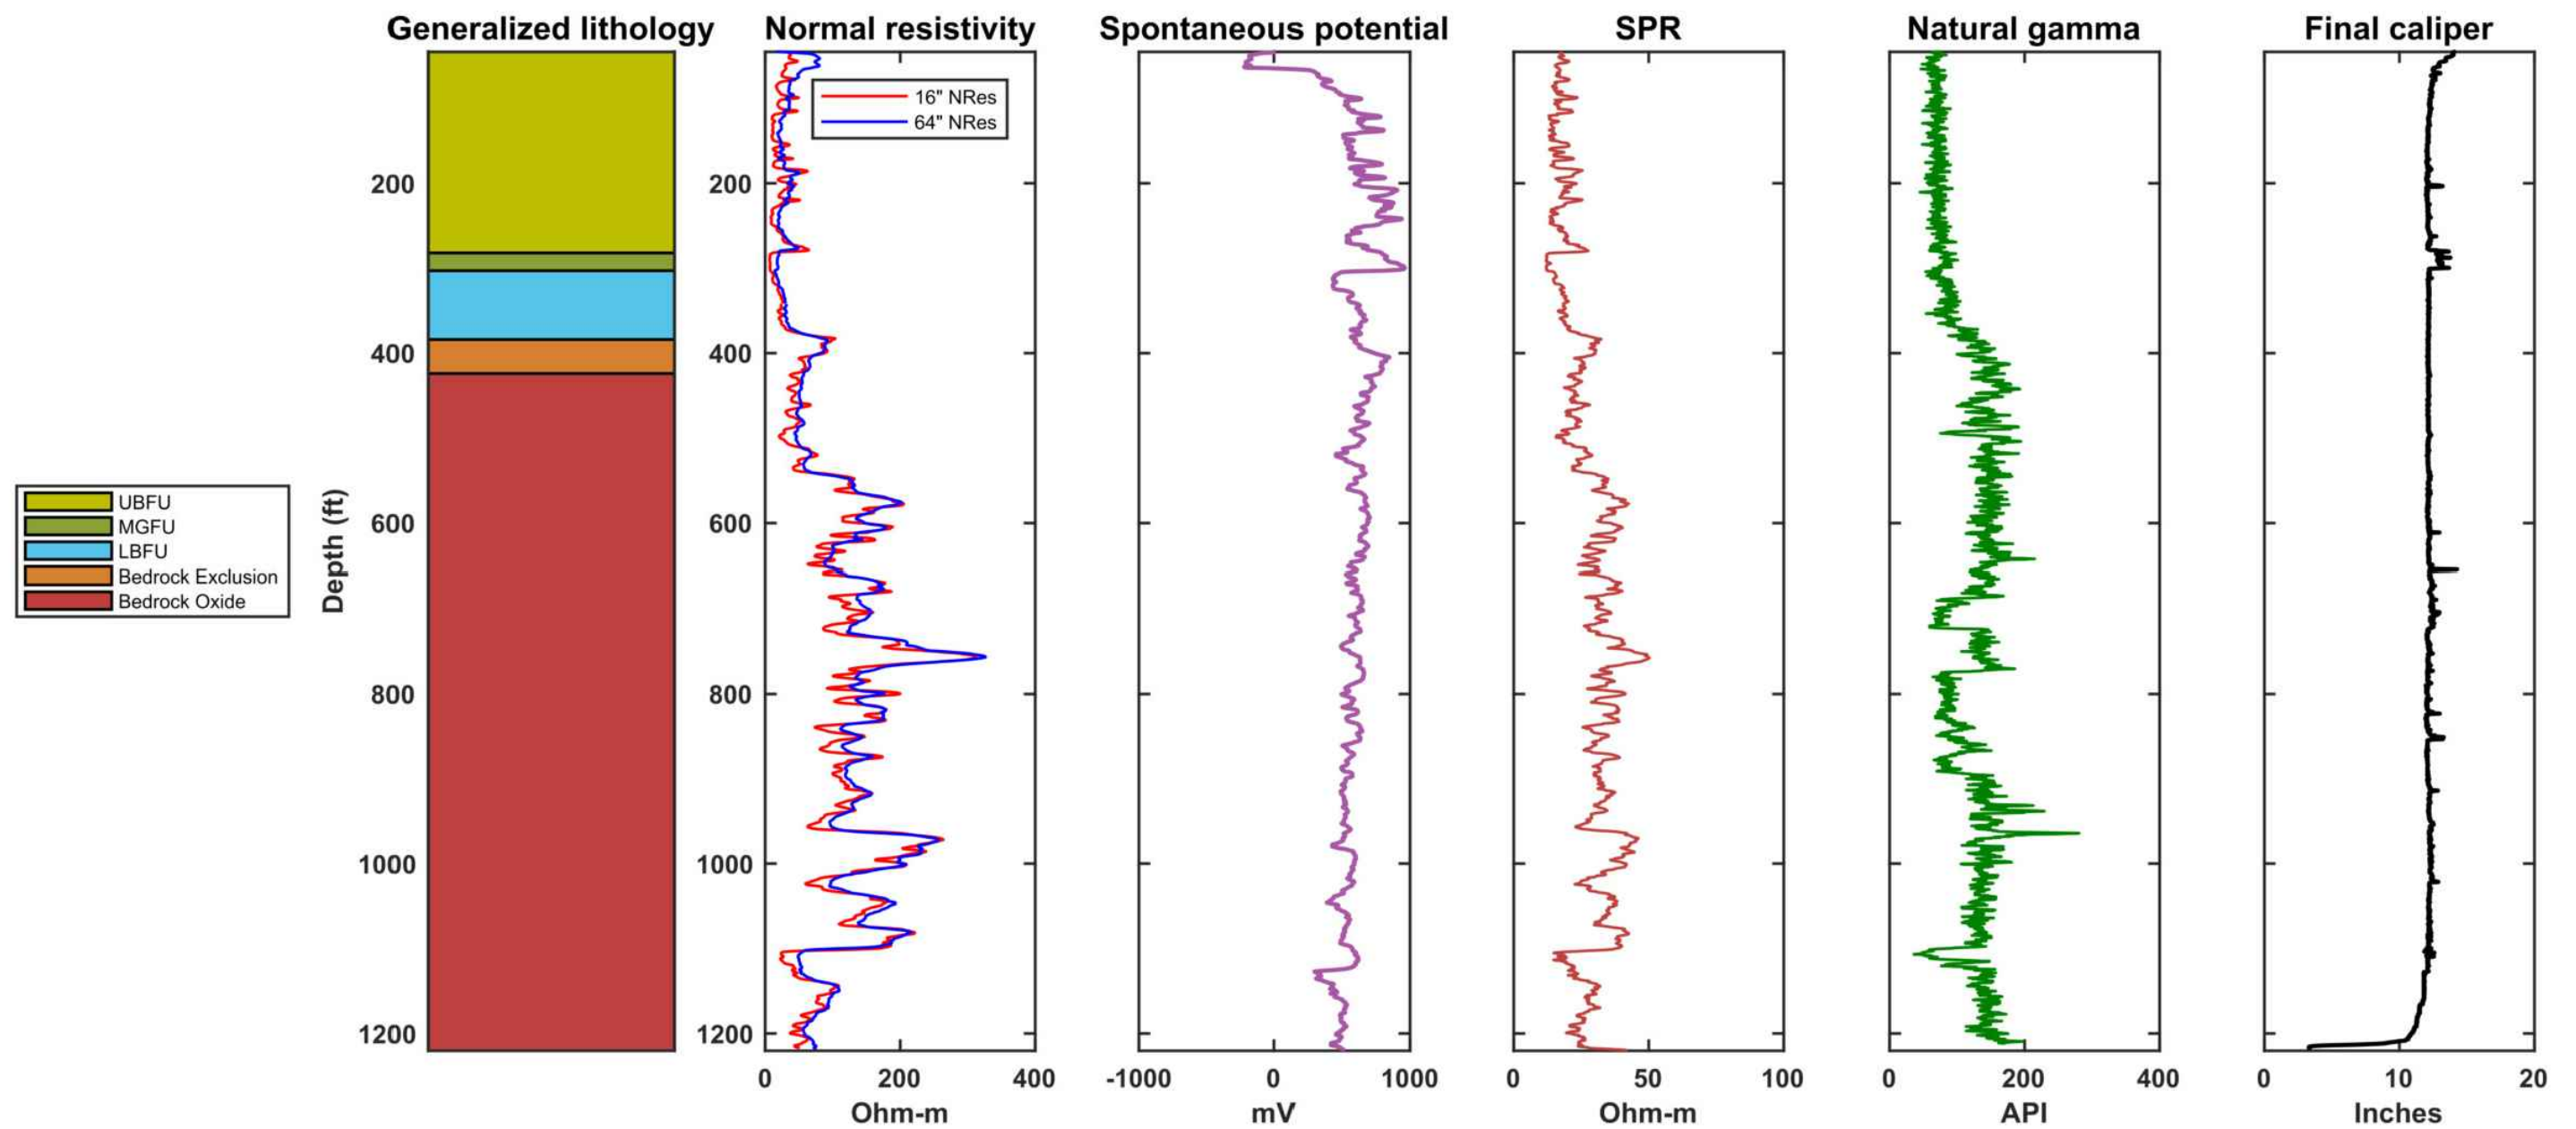 Generalized lithology
Normal resistivity
Spontaneous potential
SPR
Natural gamma
Final caliper
16" NRes
64" NRes
200
400
600
800
1000
1200
200
400
600
800
1000
1200
Depth (ft)
UBFU
MGFU
LBFU
Bedrock Exclusion
Bedrock Oxide
0 200 400
Ohm-m
-1000 0 1000
mV
0 50 100
Ohm-m
0 200 400
API
0 10 20
Inches